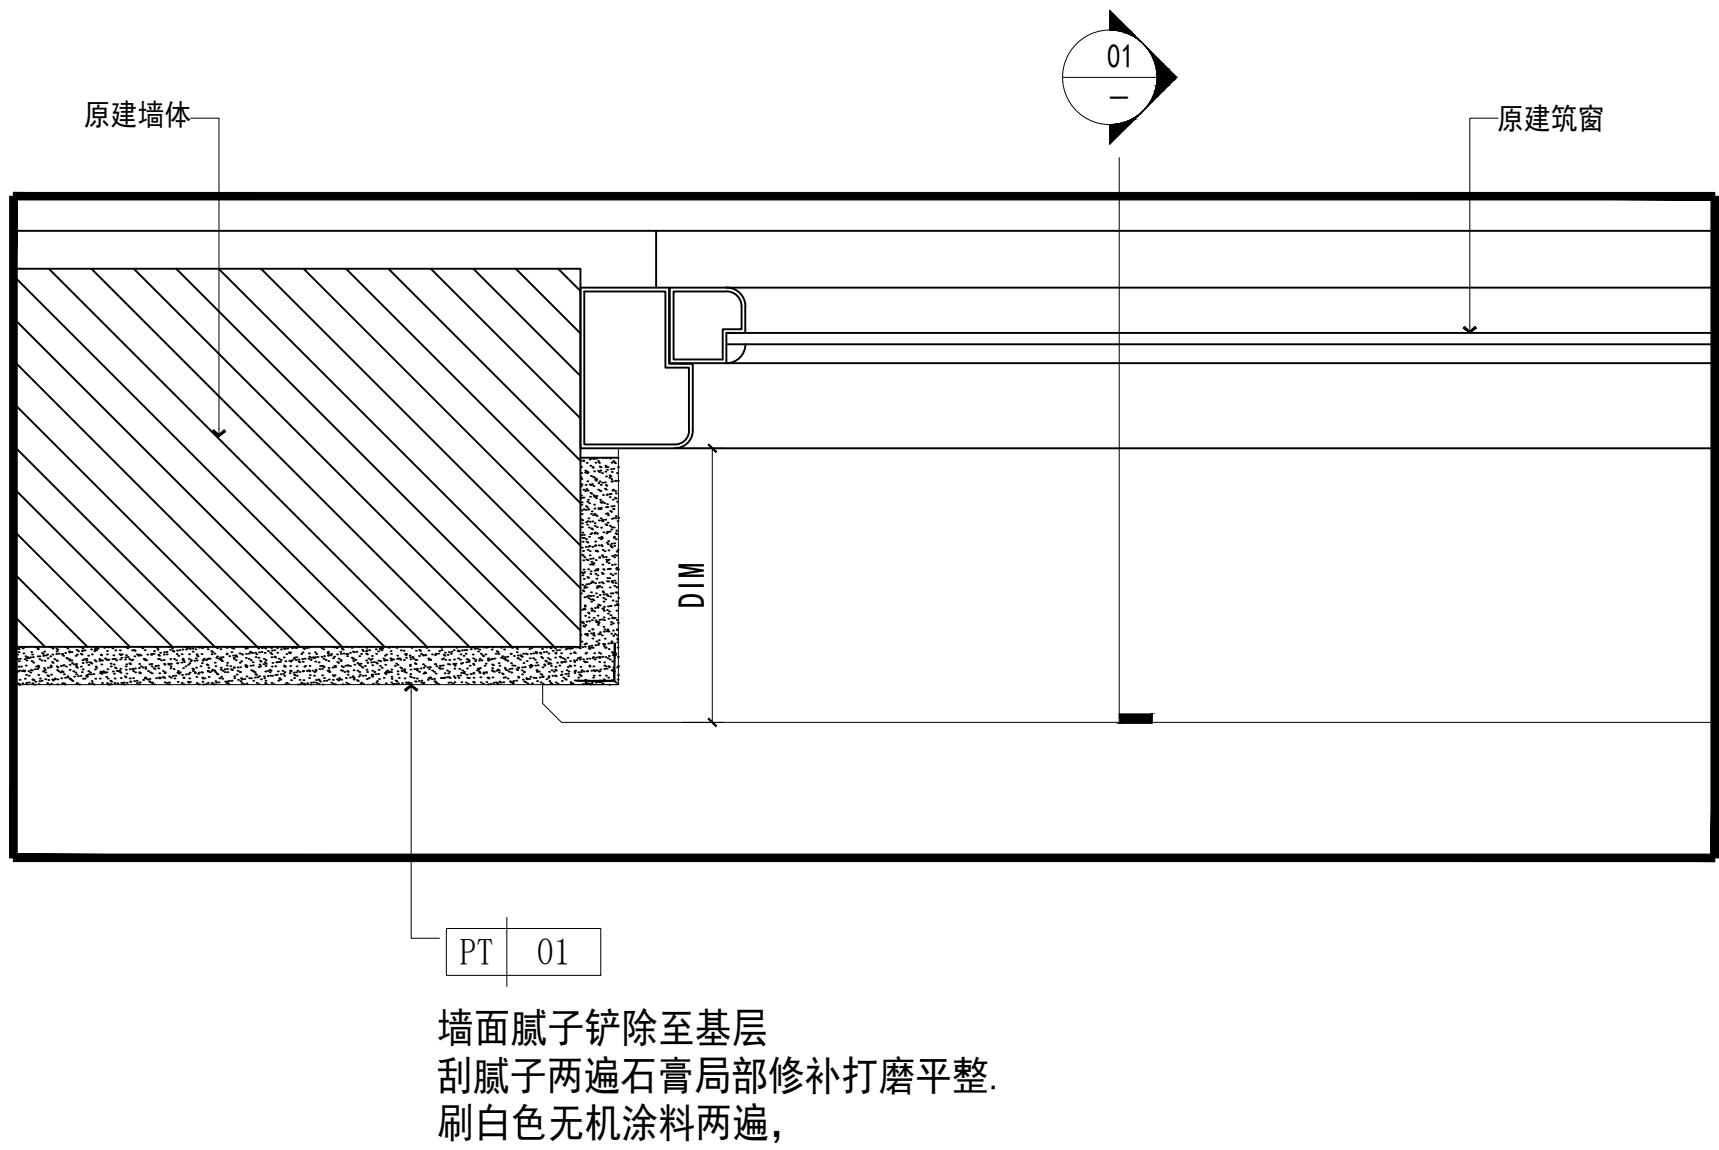 01
—
原建墙体
原建筑窗
DIM
PT 01
墙面腻子铲除至基层
刮腻子两遍石膏局部修补打磨平整.
刷白色无机涂料两遍,